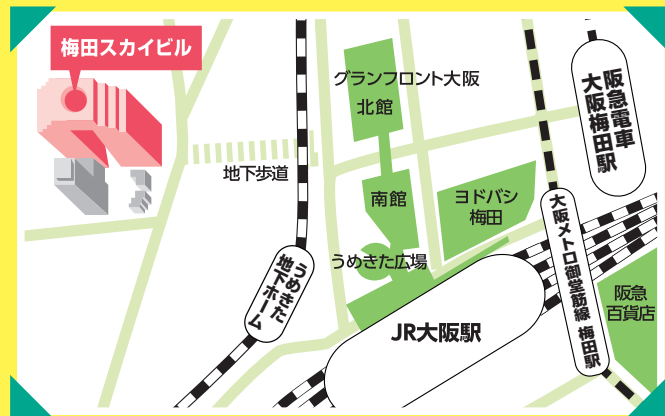 梅田スカイビル
グランフロント大阪
北館
阪急電車
大阪梅田駅
地下歩道
南館
ヨドバシ
梅田
大阪メトロ御堂筋線 梅田駅
うめきた広場
うめきた
地下ホーム
阪急
百貨店
JR大阪駅